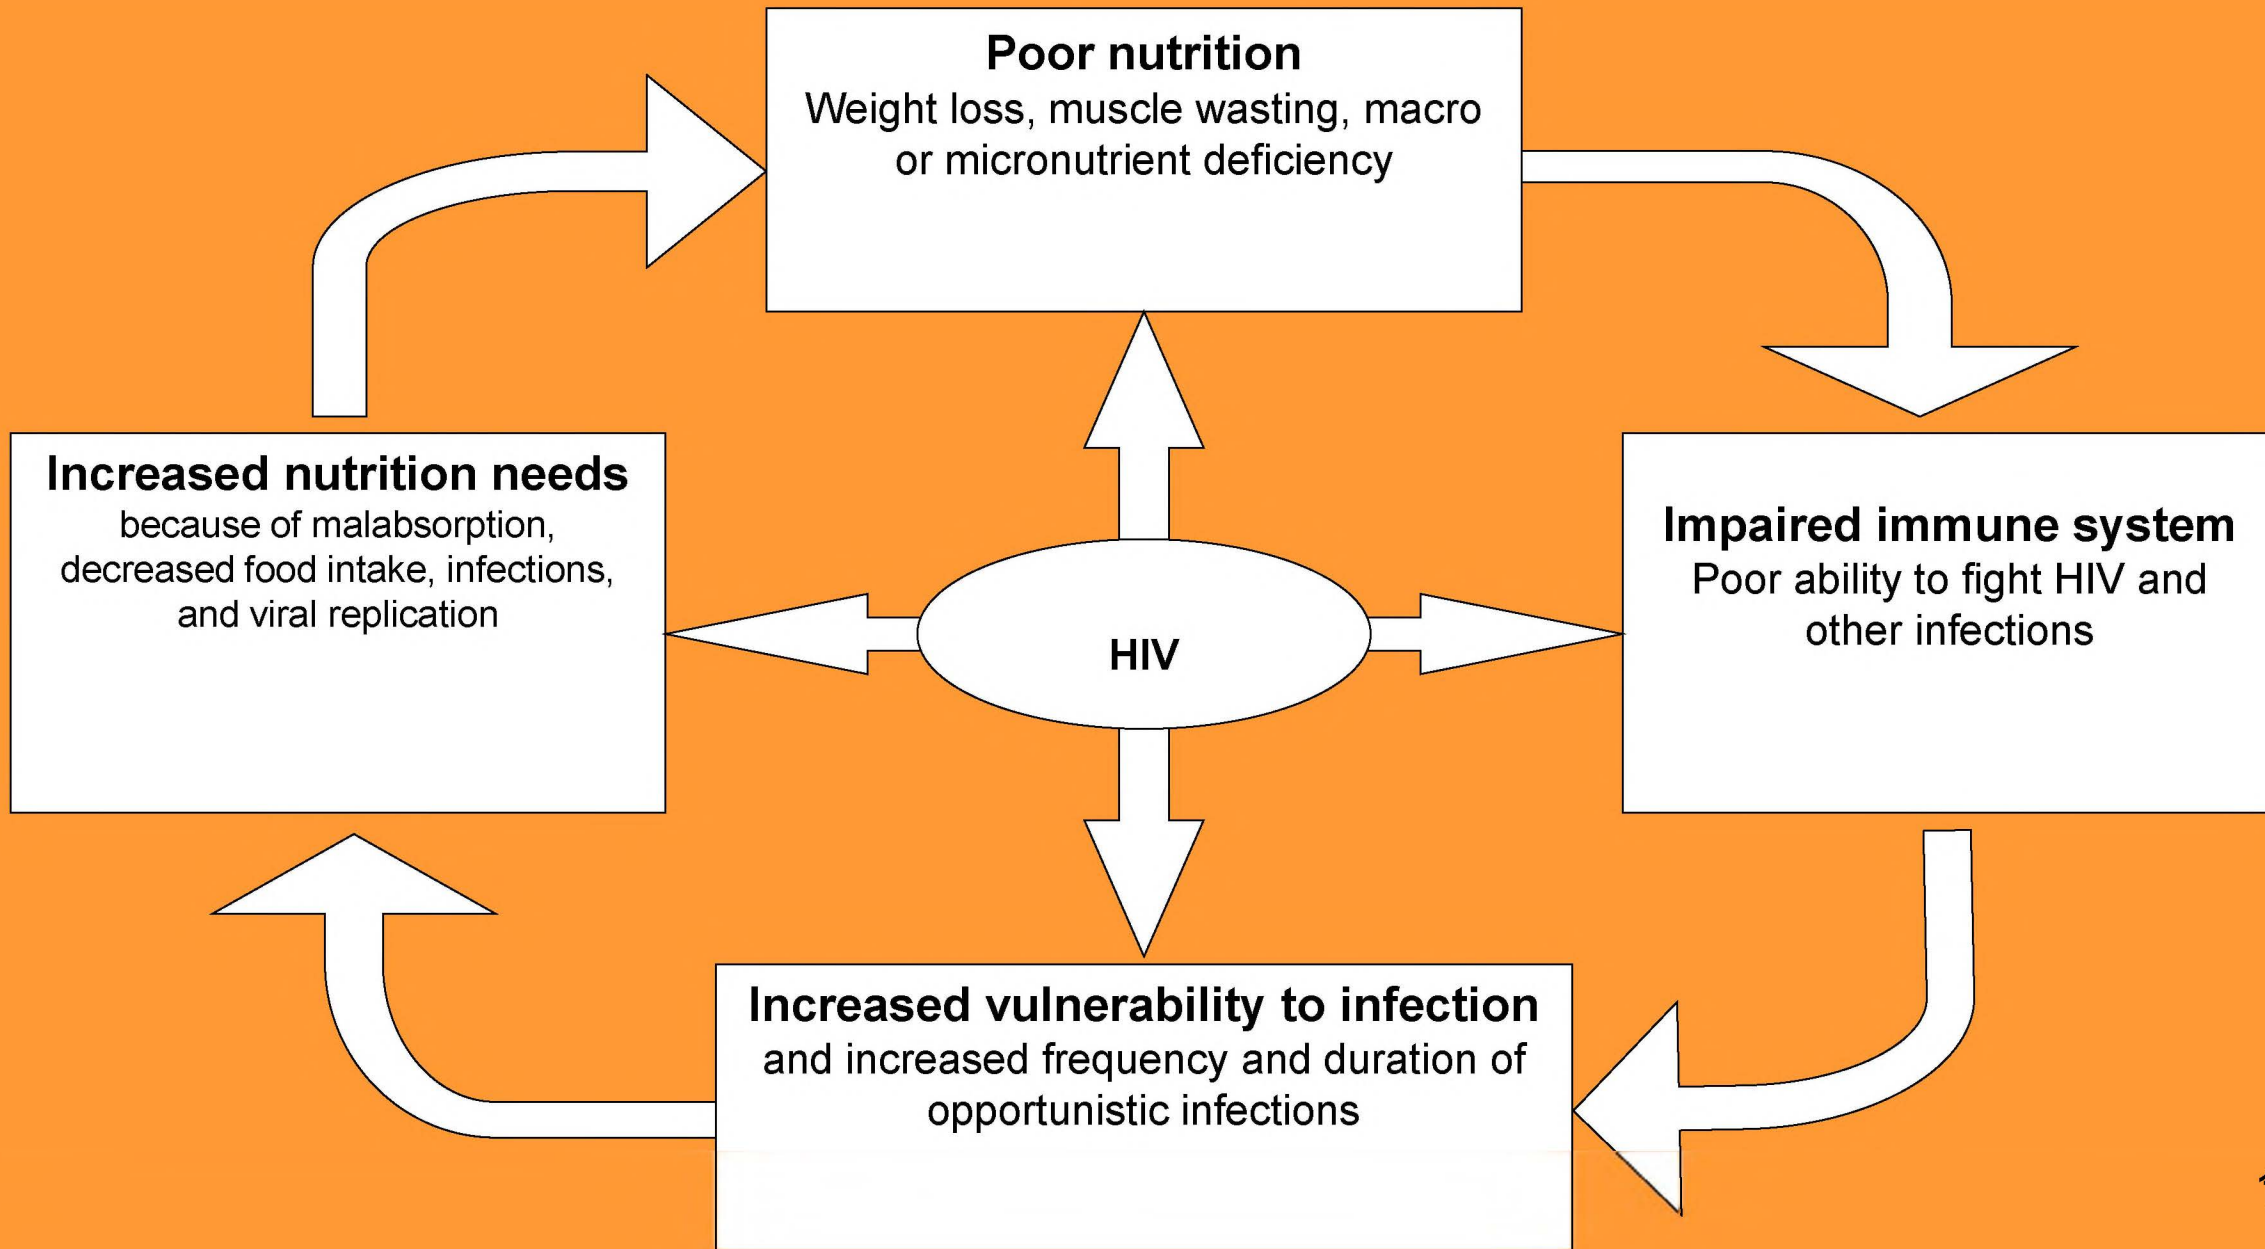 Poor nutrition
Weight loss, muscle wasting, macro
or micronutrient deficiency
Increased nutrition needs
because of malabsorption,
decreased food intake, infections,
and viral replication
HIV
Impaired immune system
Poor ability to fight HIV and
other infections
Increased vulnerability to infection
and increased frequency and duration of
opportunistic infections